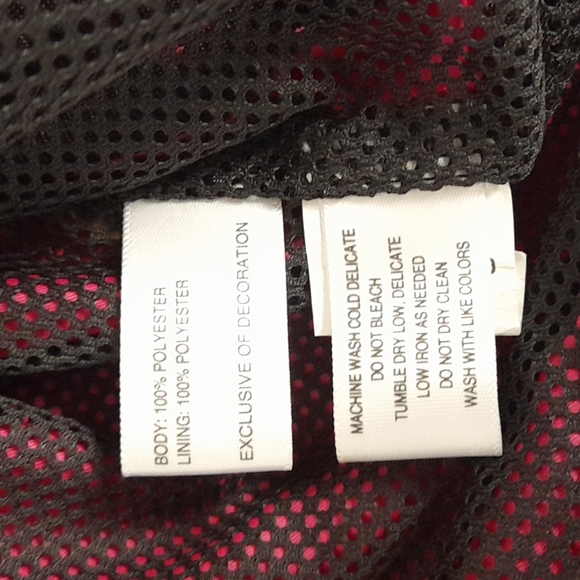 BODY: 100% POLYESTER
LINING: 100% POLYESTER
EXCLUSIVE OF DECORATION
MACHINE WASH COLD DELICATE
DO NOT BLEACH
TUMBLE DRY LOW, DELICATE
LOW IRON AS NEEDED
DO NOT DRY CLEAN
WASH WITH LIKE COLORS